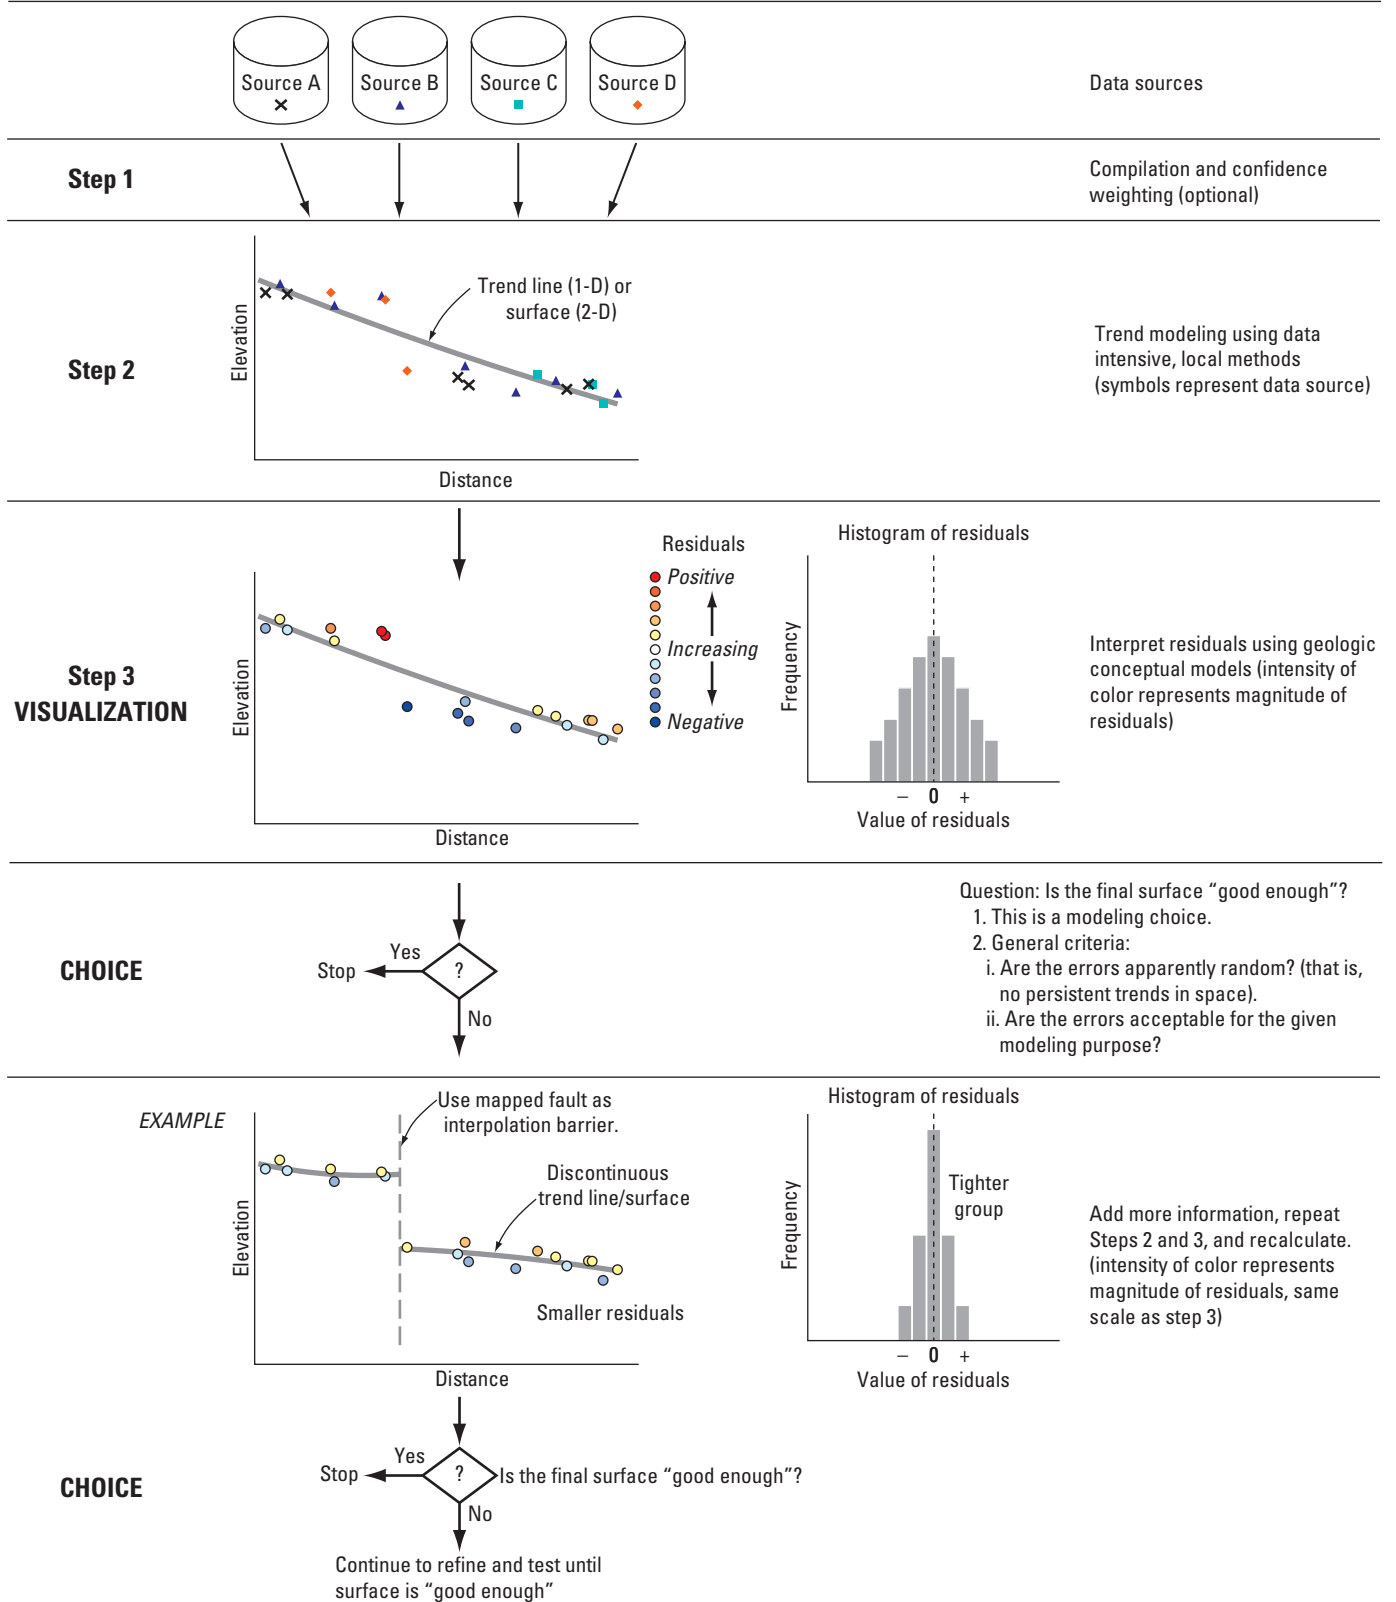 Source A
Source B
Source C
Source D
Data sources
Step 1
Compilation and confidence
weighting (optional)
Step 2
Elevation
Trend line (1-D) or
surface (2-D)
Distance
Trend modeling using data
intensive, local methods
(symbols represent data source)
Step 3
VISUALIZATION
Elevation
Distance
Residuals
Positive
Increasing
Negative
Histogram of residuals
Frequency
– 0 +
Value of residuals
Interpret residuals using geologic
conceptual models (intensity of
color represents magnitude of
residuals)
CHOICE
Stop
Yes
?
No
Question: Is the final surface “good enough”?
1. This is a modeling choice.
2. General criteria:
i. Are the errors apparently random? (that is,
no persistent trends in space).
ii. Are the errors acceptable for the given
modeling purpose?
EXAMPLE
Elevation
Use mapped fault as
interpolation barrier.
Discontinuous
trend line/surface
Smaller residuals
Distance
Histogram of residuals
Frequency
Tighter
group
– 0 +
Value of residuals
Add more information, repeat
Steps 2 and 3, and recalculate.
(intensity of color represents
magnitude of residuals, same
scale as step 3)
CHOICE
Stop
Yes
?
Is the final surface “good enough”?
No
Continue to refine and test until
surface is “good enough”